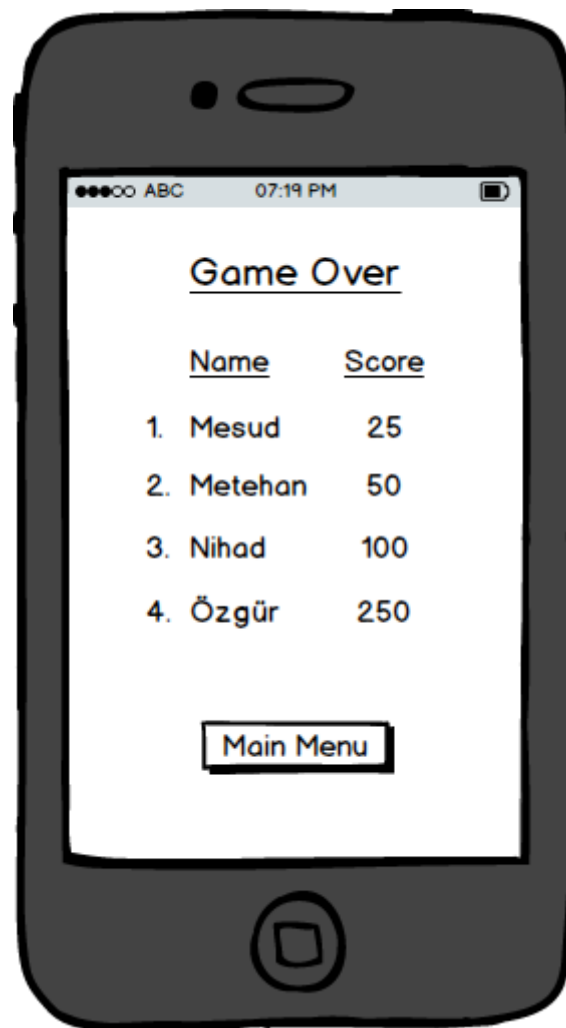 ABC 07:19 PM
Game Over
Name Score
1. Mesud 25
2. Metehan 50
3. Nihad 100
4. Özgür 250
Main Menu